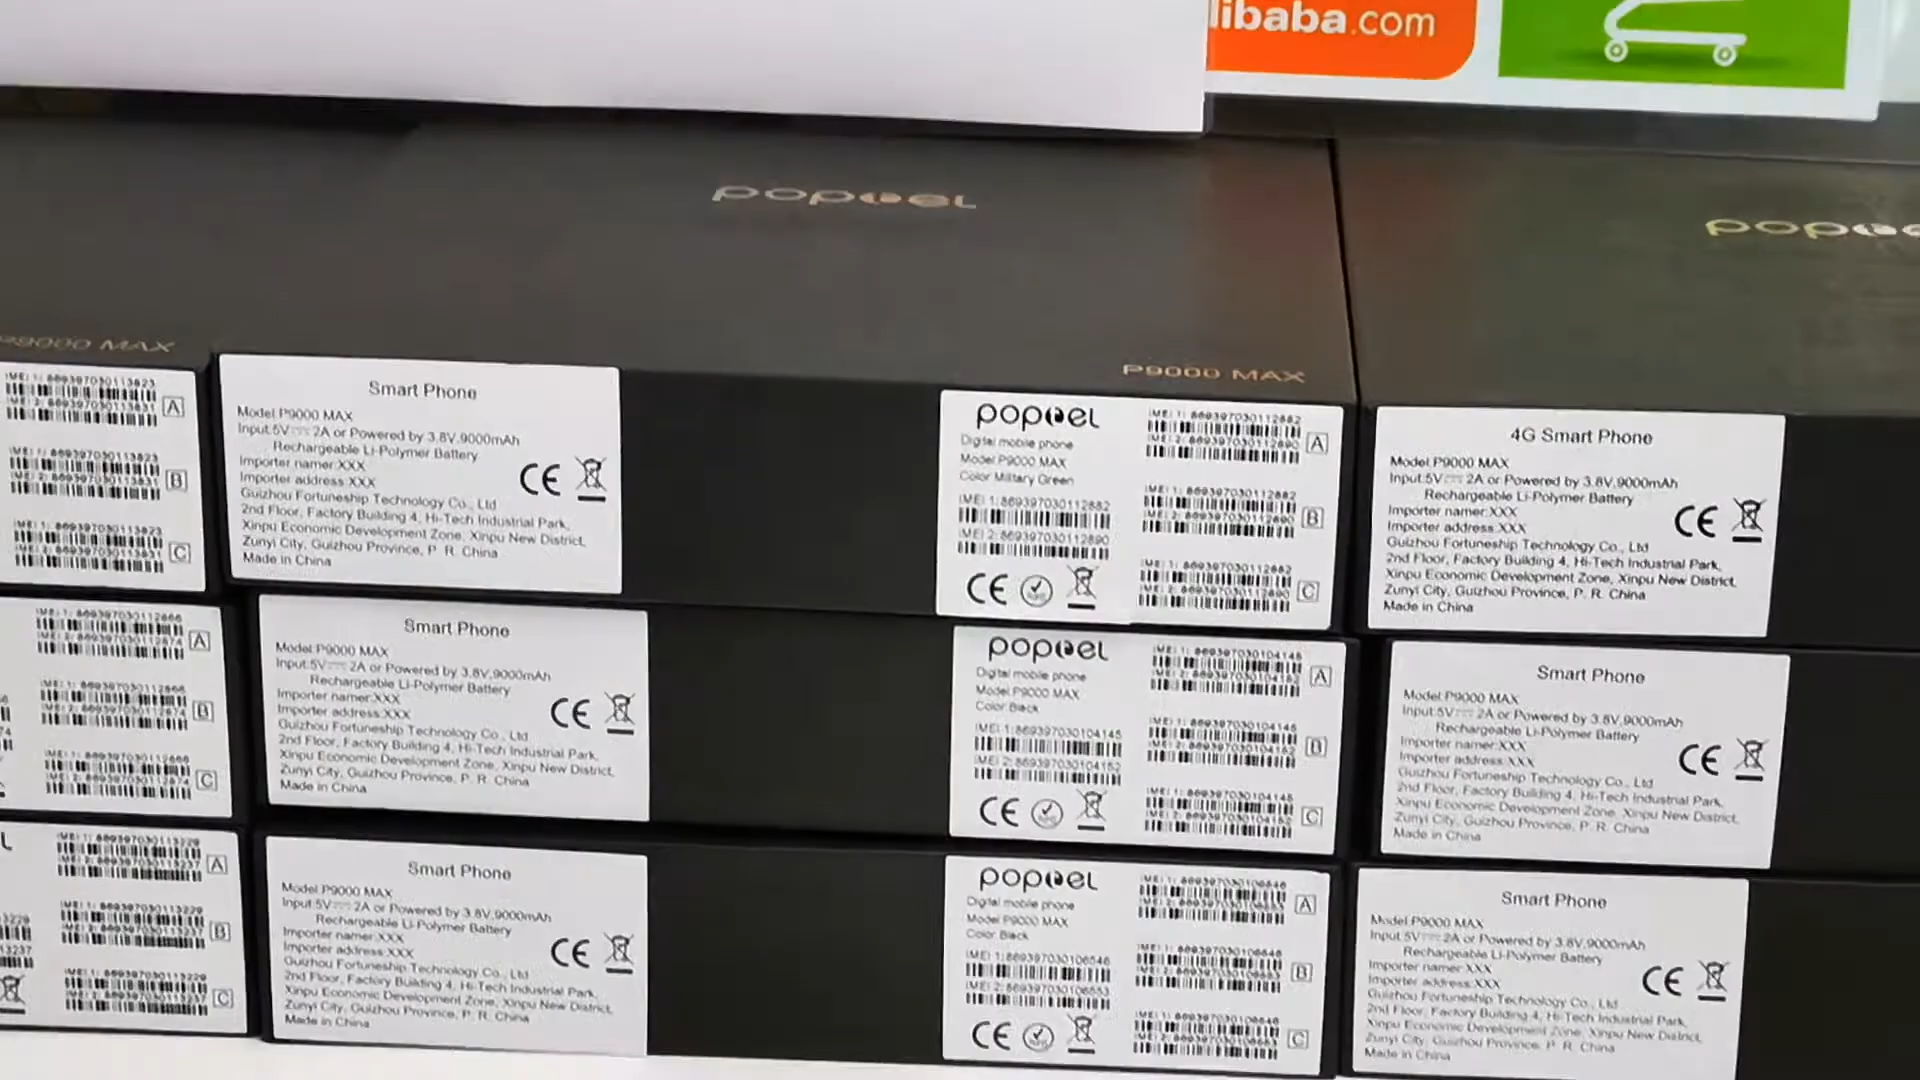 libaba.com
popoeL
P9000 MAX
P9000 MAX
IMEI 1: 869397030113823
IMEI 2: 869397030113831
A
IMEI 1: 869397030113823
IMEI 2: 869397030113831
B
IMEI 1: 869397030113823
IMEI 2: 869397030113831
C
Smart Phone
Model:P9000 MAX
Input:5V 2A or Powered by 3.8V,9000mAh
Rechargeable Li-Polymer Battery
Importer name:XXX
Importer address:XXX
Guizhou Fortuneship Technology Co., Ltd
2nd Floor, Factory Building 4, Hi-Tech Industrial Park,
Xinpu Economic Development Zone, Xinpu New District,
Zunyi City, Guizhou Province, P. R. China
Made in China
CE
popoeL
Digital mobile phone
Model:P9000 MAX
Color:Military Green
IMEI 1:869397030112882
IMEI 2:869397030112890
CE
IMEI 1: 869397030112882
IMEI 2: 869397030112890
A
IMEI 1: 869397030112882
IMEI 2: 869397030112890
B
IMEI 1: 869397030112882
IMEI 2: 869397030112890
C
4G Smart Phone
Model:P9000 MAX
Input:5V 2A or Powered by 3.8V,9000mAh
Rechargeable Li-Polymer Battery
Importer name:XXX
Importer address:XXX
Guizhou Fortuneship Technology Co., Ltd
2nd Floor, Factory Building 4, Hi-Tech Industrial Park,
Xinpu Economic Development Zone, Xinpu New District,
Zunyi City, Guizhou Province, P. R. China
Made in China
CE
IMEI 1: 869397030112866
IMEI 2: 869397030112874
A
IMEI 1: 869397030112866
IMEI 2: 869397030112874
B
IMEI 1: 869397030112866
IMEI 2: 869397030112874
C
Smart Phone
Model:P9000 MAX
Input:5V 2A or Powered by 3.8V,9000mAh
Rechargeable Li-Polymer Battery
Importer name:XXX
Importer address:XXX
Guizhou Fortuneship Technology Co., Ltd
2nd Floor, Factory Building 4, Hi-Tech Industrial Park,
Xinpu Economic Development Zone, Xinpu New District,
Zunyi City, Guizhou Province, P. R. China
Made in China
CE
popoeL
Digital mobile phone
Model:P9000 MAX
Color:Black
IMEI 1:869397030104145
IMEI 2:869397030104152
CE
IMEI 1: 869397030104145
IMEI 2: 869397030104152
A
IMEI 1: 869397030104145
IMEI 2: 869397030104152
B
IMEI 1: 869397030104145
IMEI 2: 869397030104152
C
Smart Phone
Model:P9000 MAX
Input:5V 2A or Powered by 3.8V,9000mAh
Rechargeable Li-Polymer Battery
Importer name:XXX
Importer address:XXX
Guizhou Fortuneship Technology Co., Ltd
2nd Floor, Factory Building 4, Hi-Tech Industrial Park,
Xinpu Economic Development Zone, Xinpu New District,
Zunyi City, Guizhou Province, P. R. China
Made in China
CE
IMEI 1: 869397030113229
IMEI 2: 869397030113237
A
IMEI 1: 869397030113229
IMEI 2: 869397030113237
B
IMEI 1: 869397030113229
IMEI 2: 869397030113237
C
Smart Phone
Model:P9000 MAX
Input:5V 2A or Powered by 3.8V,9000mAh
Rechargeable Li-Polymer Battery
Importer name:XXX
Importer address:XXX
Guizhou Fortuneship Technology Co., Ltd
2nd Floor, Factory Building 4, Hi-Tech Industrial Park,
Xinpu Economic Development Zone, Xinpu New District,
Zunyi City, Guizhou Province, P. R. China
Made in China
CE
popoeL
Digital mobile phone
Model:P9000 MAX
Color:Black
CE
A
B
C
Smart Phone
Model:P9000 MAX
Input:5V 2A or Powered by 3.8V,9000mAh
Rechargeable Li-Polymer Battery
Importer name:XXX
Importer address:XXX
Guizhou Fortuneship Technology Co., Ltd
2nd Floor, Factory Building 4, Hi-Tech Industrial Park,
Xinpu Economic Development Zone, Xinpu New District,
Zunyi City, Guizhou Province, P. R. China
Made in China
CE